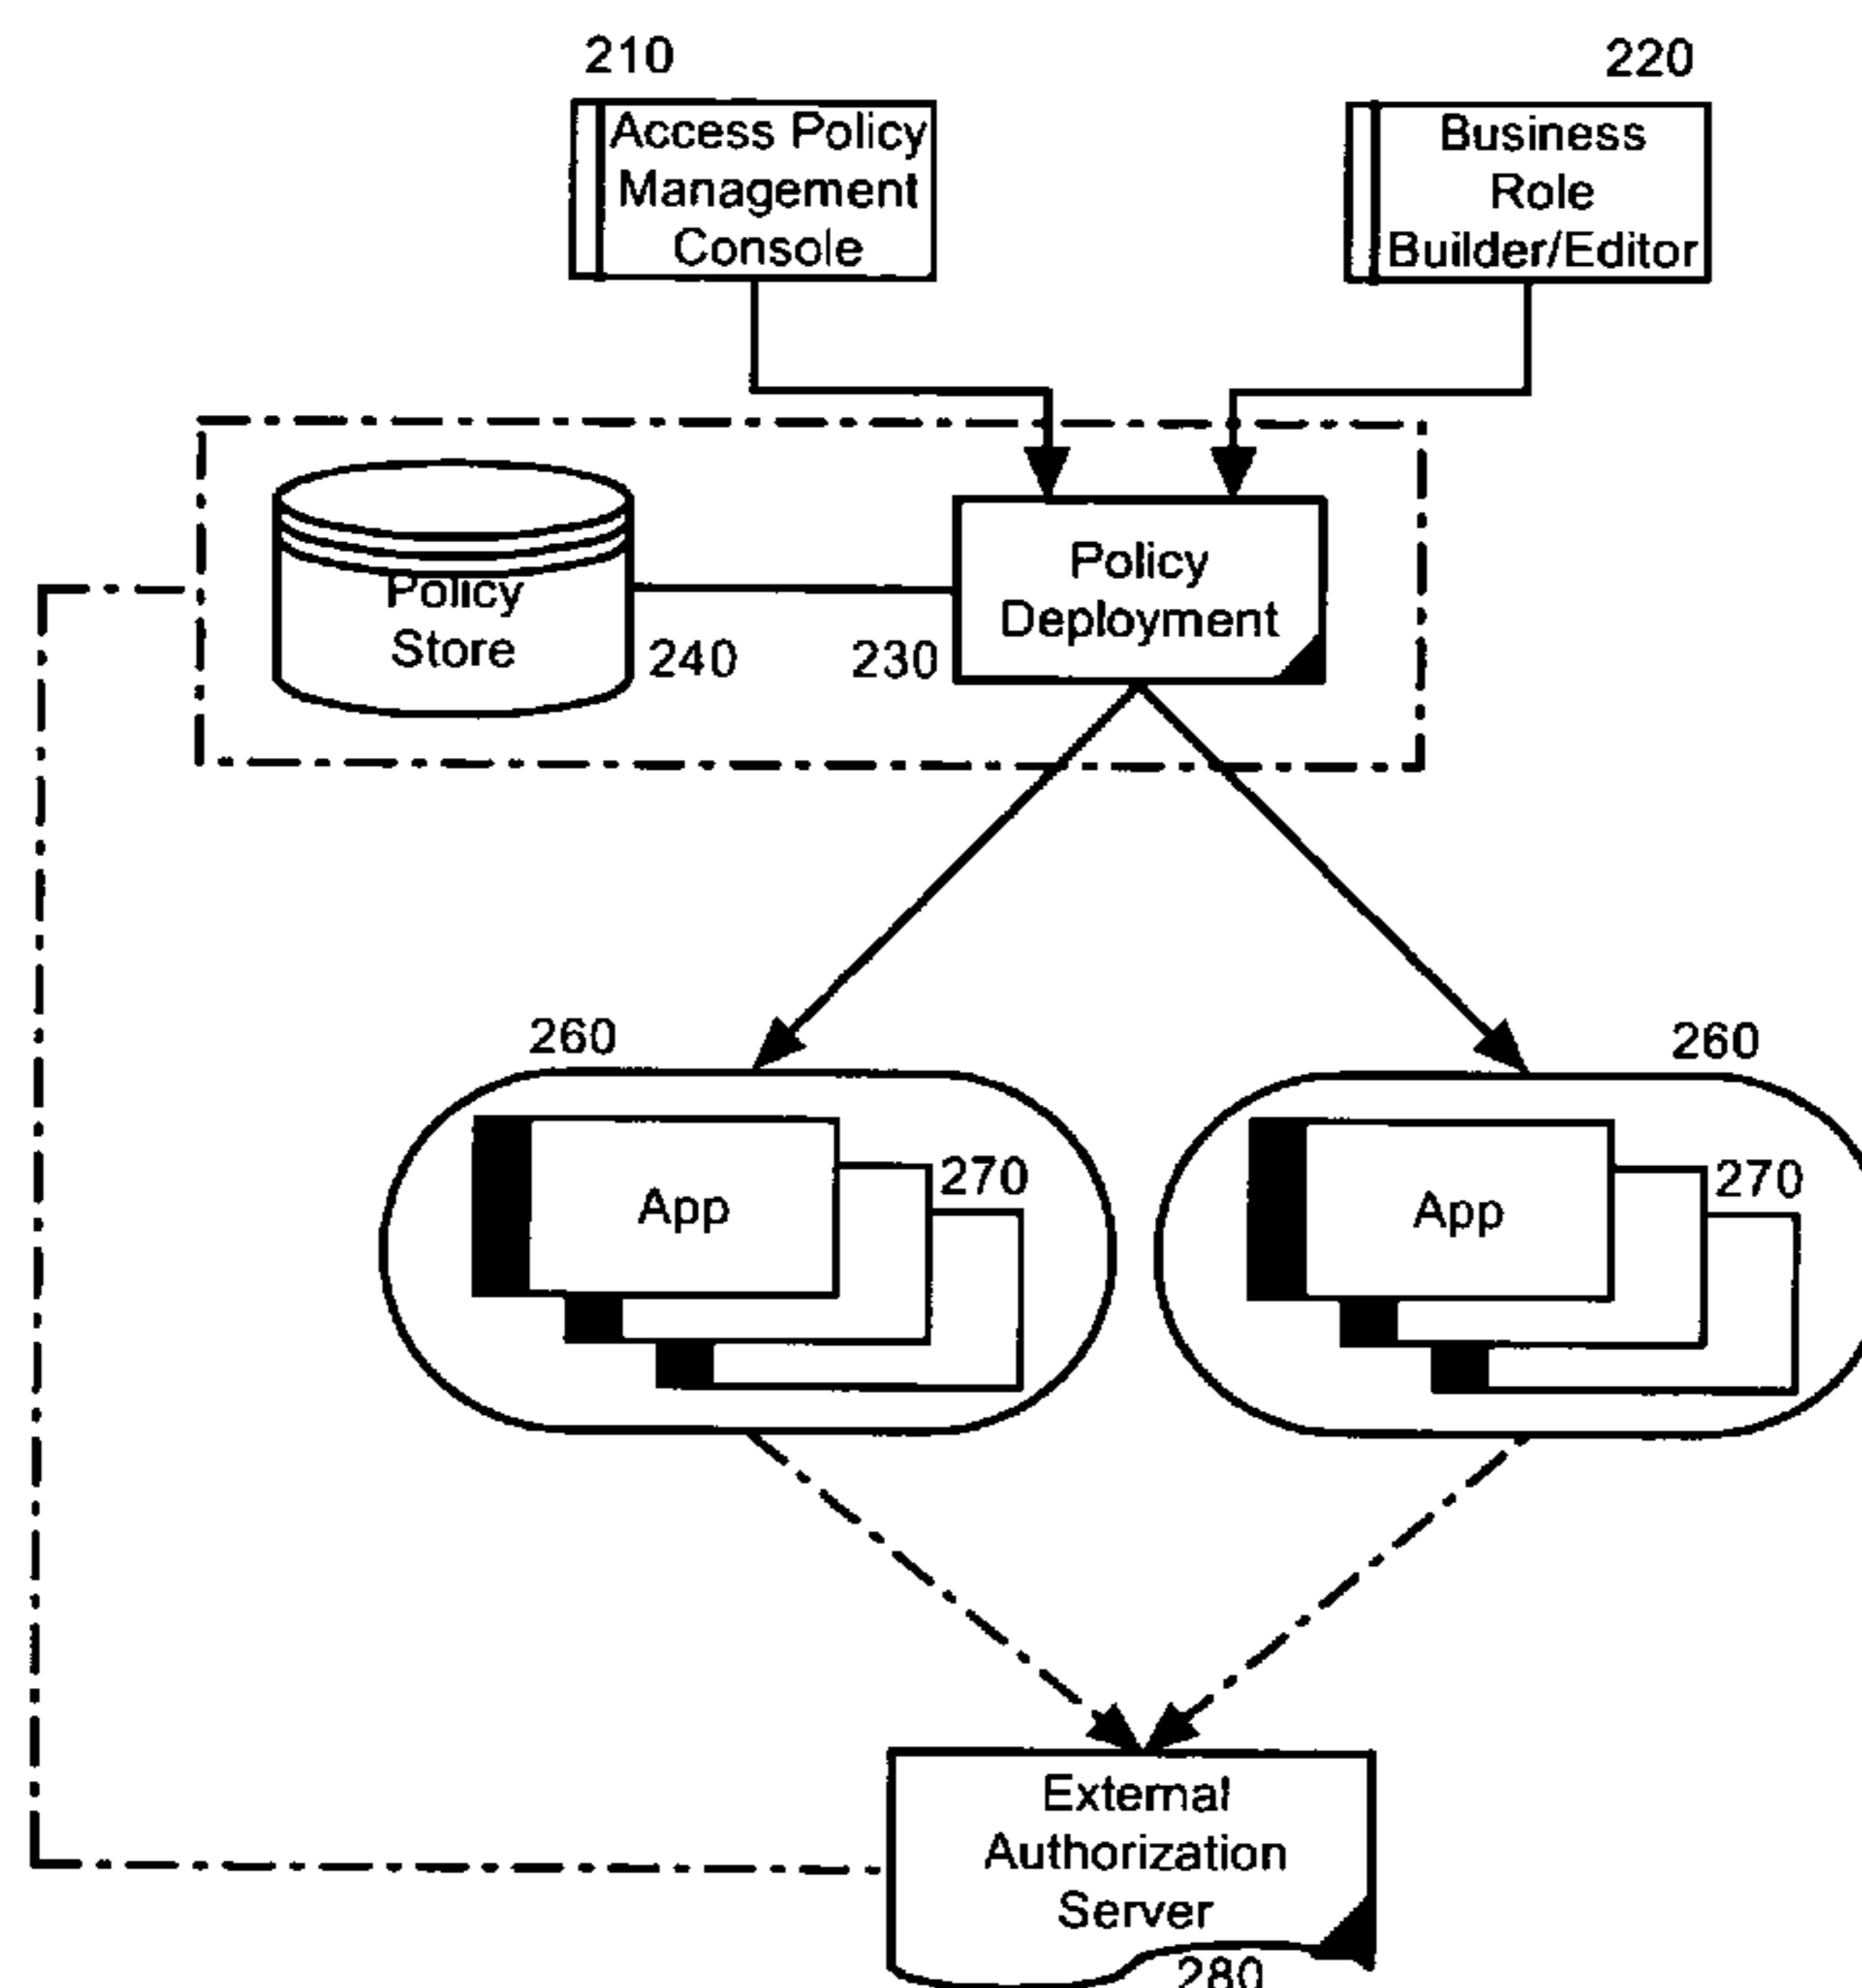 210
220
Access Policy
Management
Console
Business
Role
Builder/Editor
Policy
Store
240
230
Policy
Deployment
260
260
App
270
App
270
External
Authorization
Server
280